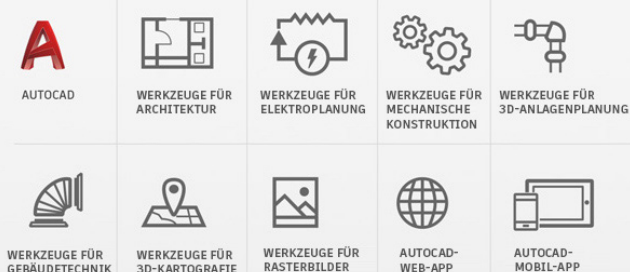 AUTOCAD
WERKZEUGE FÜR
ARCHITEKTUR
WERKZEUGE FÜR
ELEKTROPLANUNG
WERKZEUGE FÜR
MECHANISCHE
KONSTRUKTION
WERKZEUGE FÜR
3D-ANLAGENPLANUNG
WERKZEUGE FÜR
GEBÄUDETECHNIK
WERKZEUGE FÜR
3D-KARTOGRAFIE
WERKZEUGE FÜR
RASTERBILDER
AUTOCAD-
WEB-APP
AUTOCAD-
MOBIL-APP